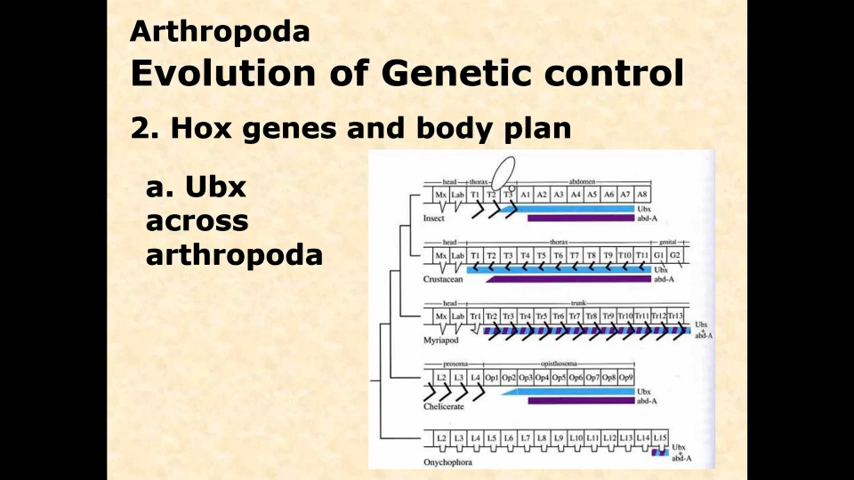 Arthropoda
Evolution of Genetic control
2. Hox genes and body plan
a. Ubx
across
arthropoda
head thorax abdomen
Mx Lab T1 T2 T3 A1 A2 A3 A4 A5 A6 A7 A8
Ubx
Insect abd-A
head thorax genital
Mx Lab T1 T2 T3 T4 T5 T6 T7 T8 T9 T10 T11 G1 G2
Ubx
Crustacean abd-A
head trunk
Mx Lab Tr1 Tr2 Tr3 Tr4 Tr5 Tr6 Tr7 Tr8 Tr9 Tr10 Tr11 Tr12 Tr13
Ubx
+
abd-A
Myriapod
prosoma opisthosoma
L2 L3 L4 Op1 Op2 Op3 Op4 Op5 Op6 Op7 Op8 Op9
Ubx
abd-A
Chelicerate
L2 L3 L4 L5 L6 L7 L8 L9 L10 L11 L12 L13 L14 L15
Ubx
+
abd-A
Onychophora